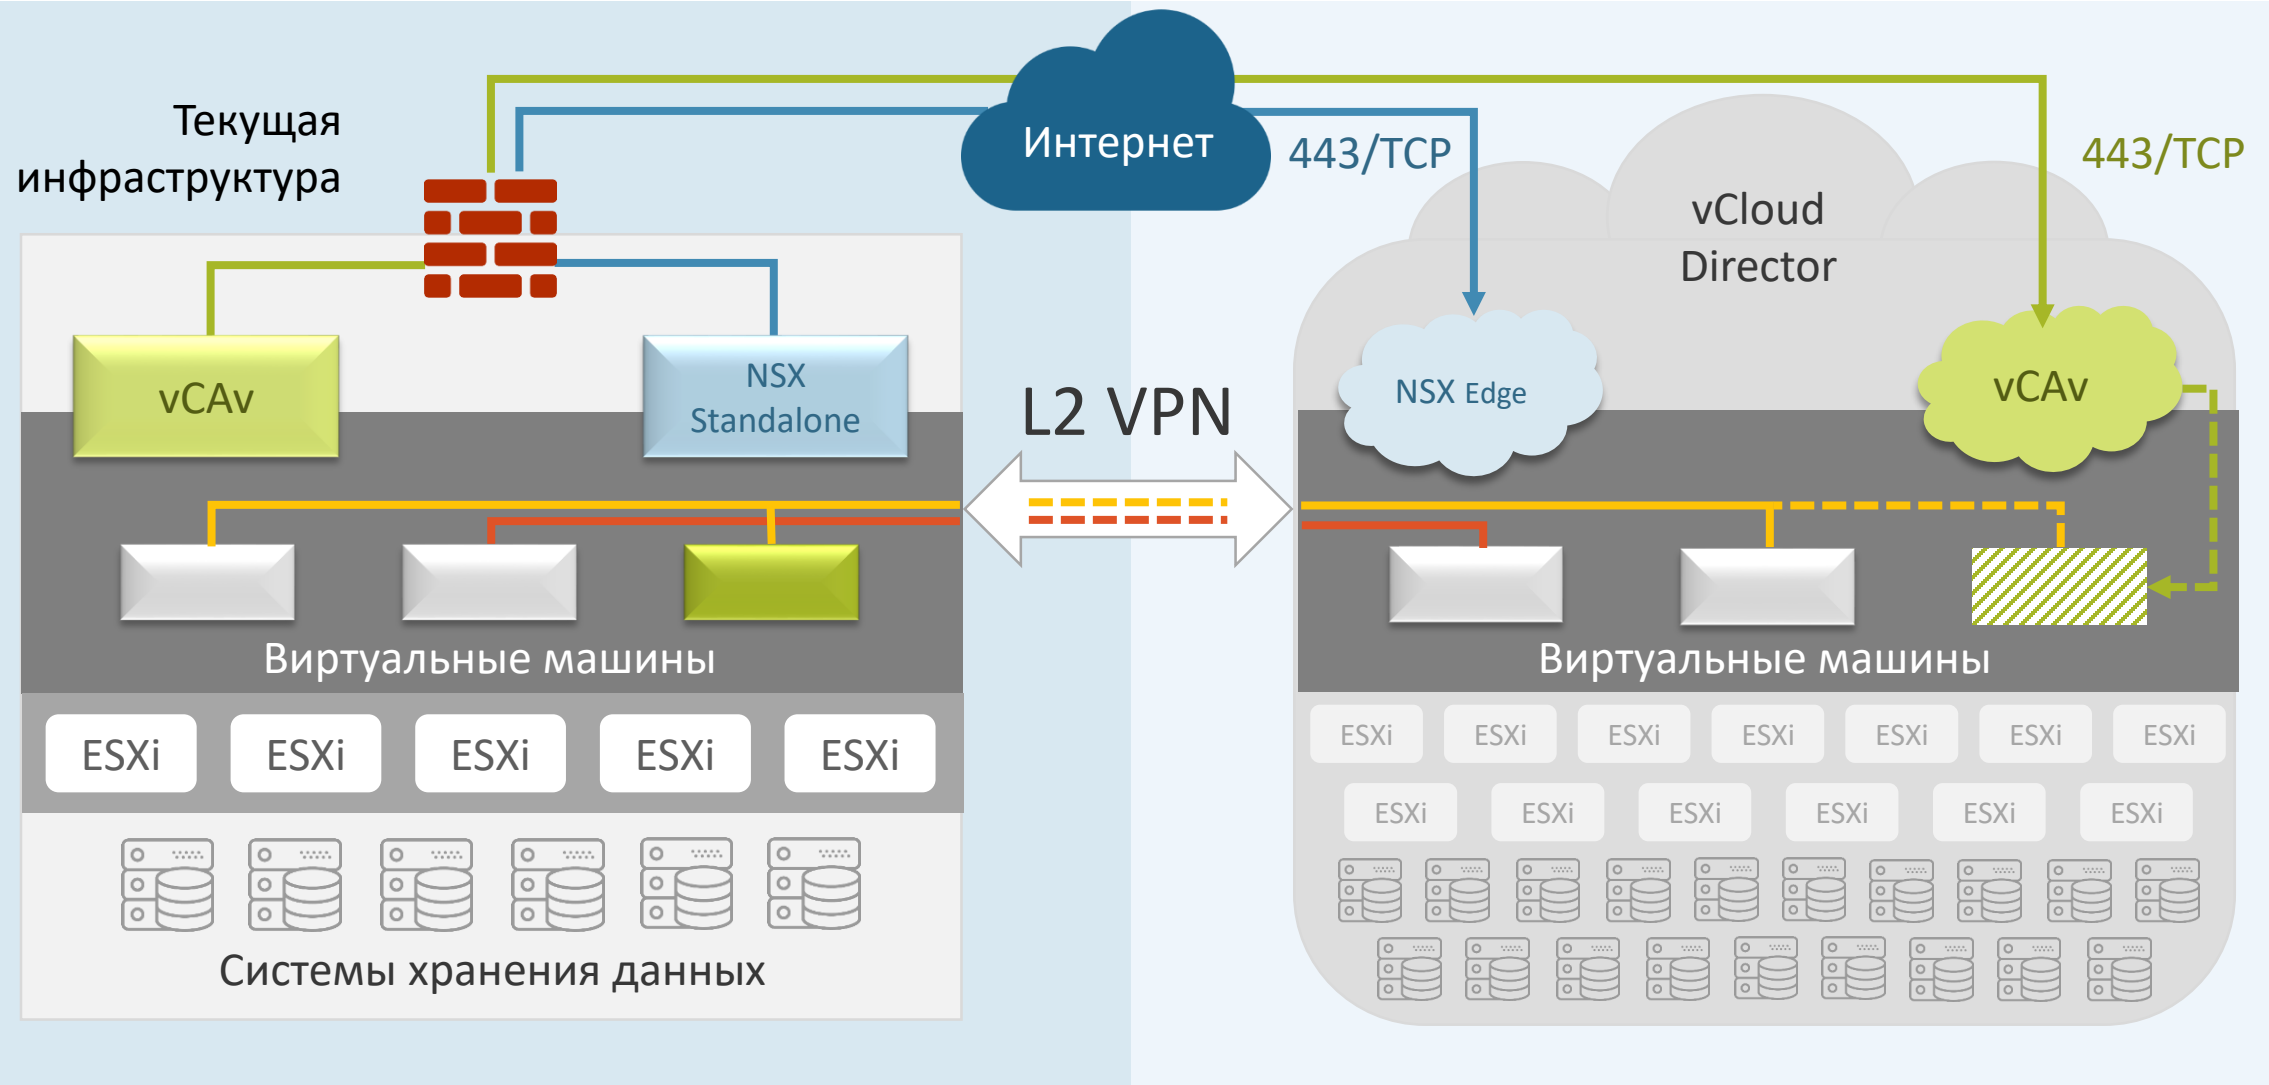 Текущая
инфраструктура
Интернет
443/TCP
443/TCP
vCloud
Director
vCAv
NSX
Standalone
L2 VPN
NSX Edge
vCAv
Виртуальные машины
Виртуальные машины
ESXi ESXi ESXi ESXi ESXi
ESXi ESXi ESXi ESXi ESXi ESXi ESXi
ESXi ESXi ESXi ESXi ESXi ESXi
Системы хранения данных